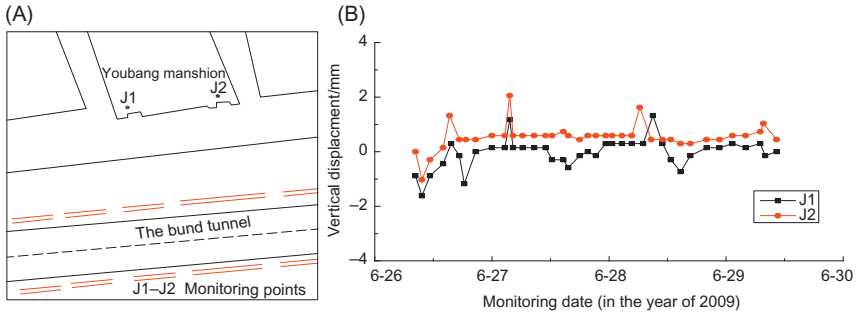 (A)
Youbang manshion
J1
J2
The bund tunnel
J1–J2 Monitoring points
(B)
Vertical displacment/mm
4
2
0
−2
−4
J1
J2
6-26
6-27
6-28
6-29
6-30
Monitoring date (in the year of 2009)